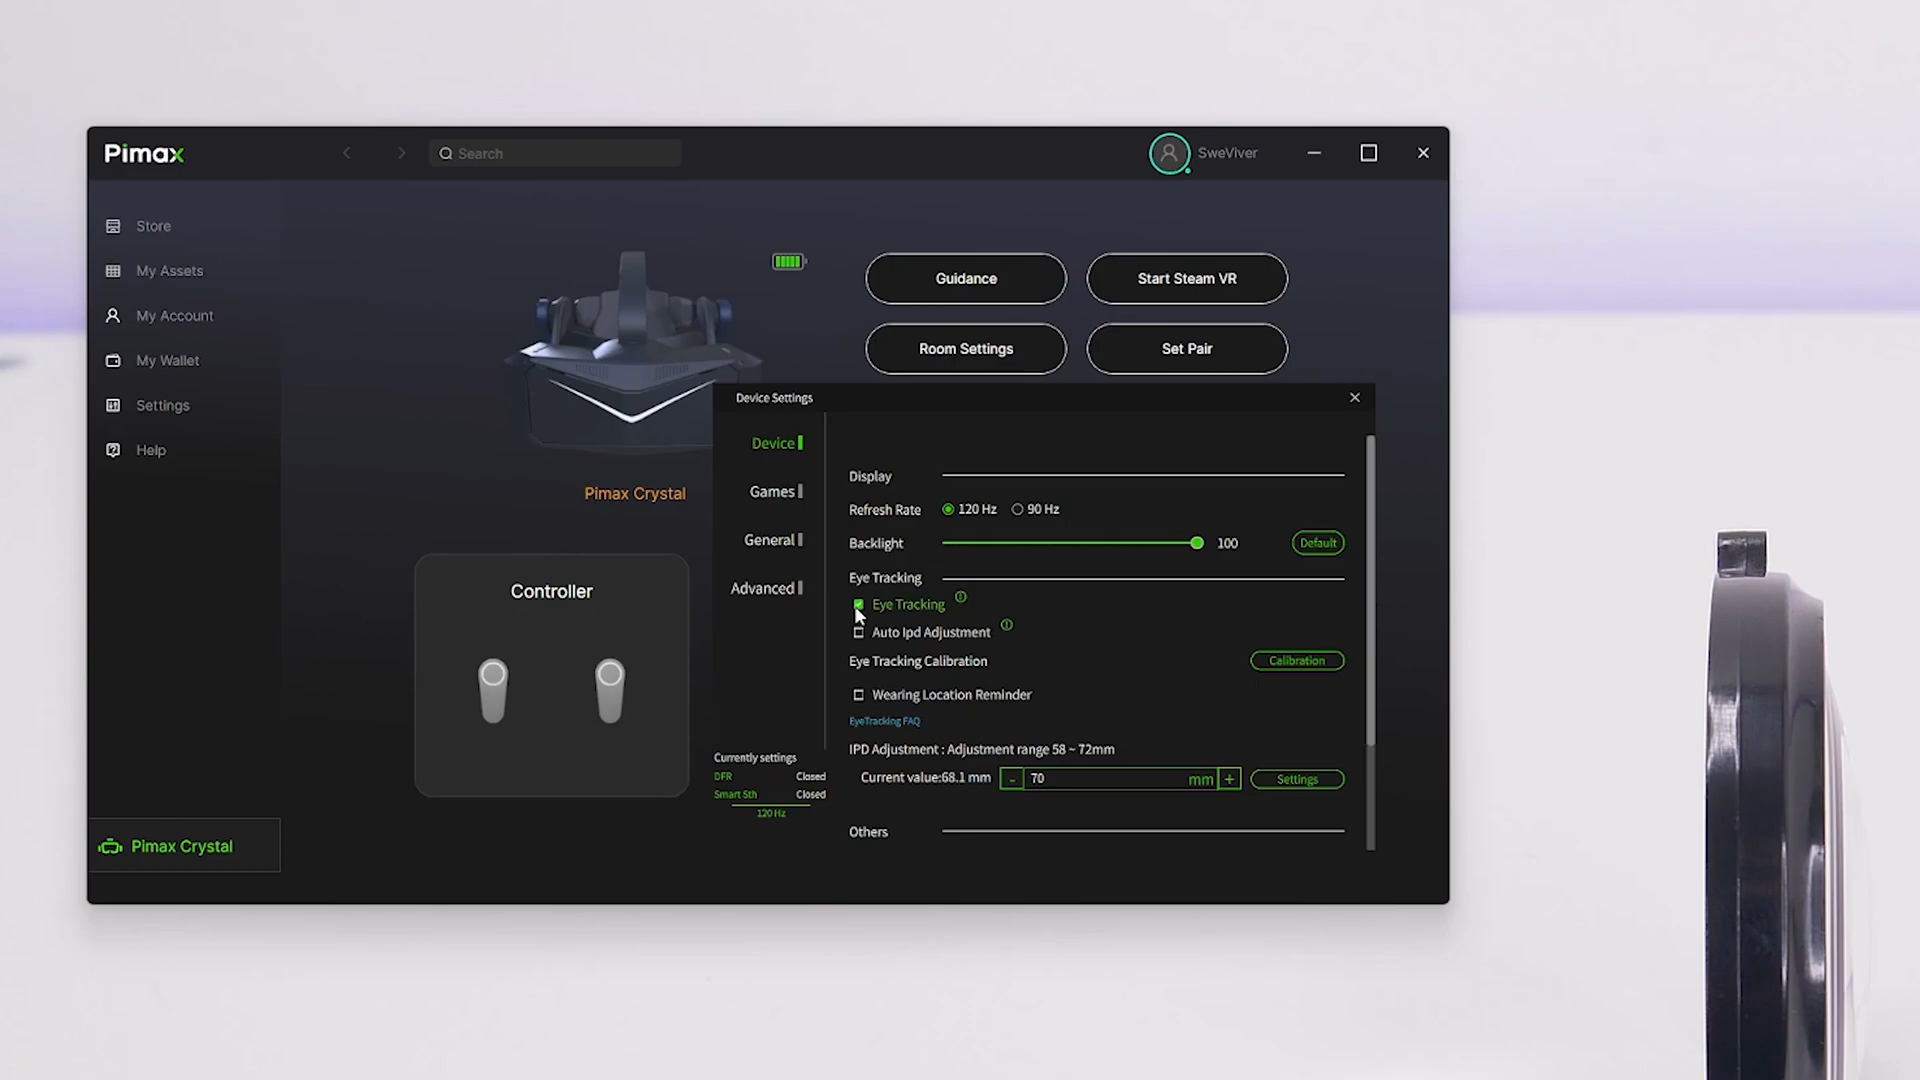 Pimax
Search
SweViver
Store
My Assets
My Account
My Wallet
Settings
Help
Pimax Crystal
Guidance
Start Steam VR
Room Settings
Set Pair
Pimax Crystal
Controller
Device Settings
Device
Games
General
Advanced
Currently settings
DFR Closed
Smart Sth Closed
120 Hz
Display
Refresh Rate 120 Hz 90 Hz
Backlight 100 Default
Eye Tracking
Eye Tracking
Auto Ipd Adjustment
Eye Tracking Calibration Calibration
Wearing Location Reminder
EyeTracking FAQ
IPD Adjustment : Adjustment range 58 ~ 72mm
Current value:68.1 mm - 70 mm + Settings
Others